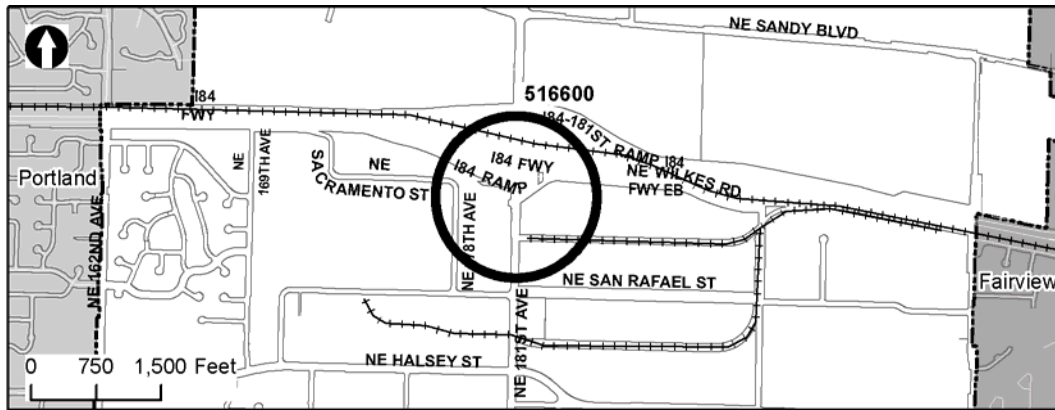 NE SANDY BLVD
516600
I84
FWY
I84-181ST RAMP I84
I84 FWY
NE WILKES RD
FWY EB
NE
169TH AVE
NE
SACRAMENTO ST
I84 RAMP
Portland
NE 162ND AVE
NE 178TH AVE
NE SAN RAFAEL ST
Fairview
NE 181ST AVE
NE HALSEY ST
0 750 1,500 Feet